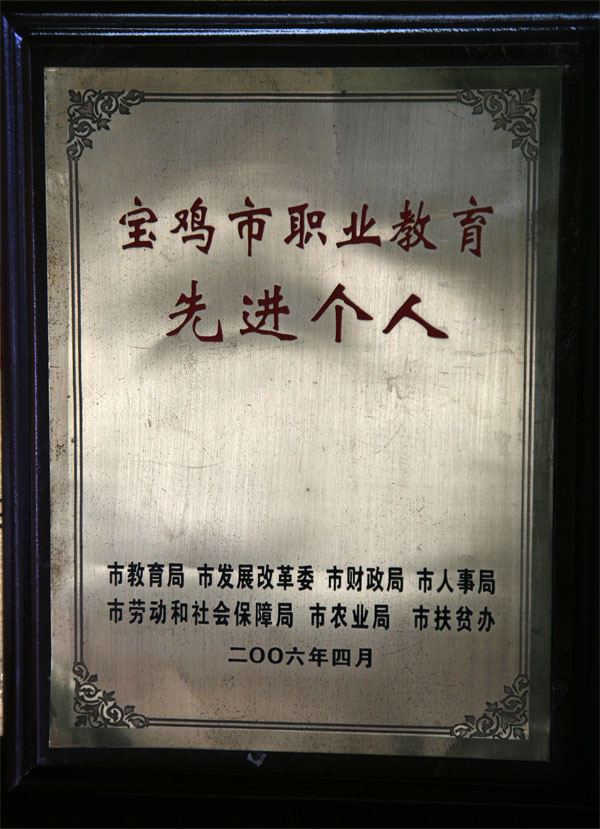 宝鸡市职业教育
先进个人
市教育局 市发展改革委 市财政局 市人事局
市劳动和社会保障局 市农业局 市扶贫办
二〇〇六年四月